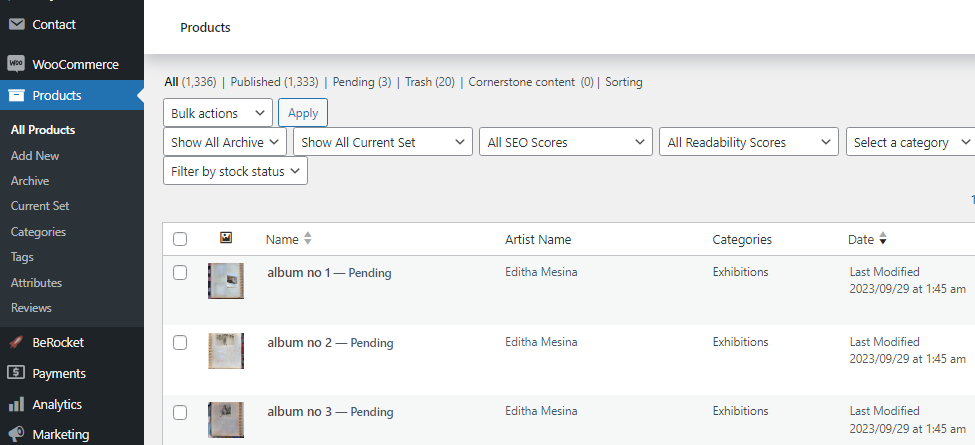 Contact
WOO WooCommerce
Products
All Products
Add New
Archive
Current Set
Categories
Tags
Attributes
Reviews
BeRocket
Payments
Analytics
Marketing
Products
All (1,336) | Published (1,333) | Pending (3) | Trash (20) | Cornerstone content (0) | Sorting
Bulk actions Apply
Show All Archive Show All Current Set All SEO Scores All Readability Scores Select a category
Filter by stock status
Name Artist Name Categories Date
album no 1 — Pending Editha Mesina Exhibitions Last Modified
2023/09/29 at 1:45 am
album no 2 — Pending Editha Mesina Exhibitions Last Modified
2023/09/29 at 1:45 am
album no 3 — Pending Editha Mesina Exhibitions Last Modified
2023/09/29 at 1:45 am